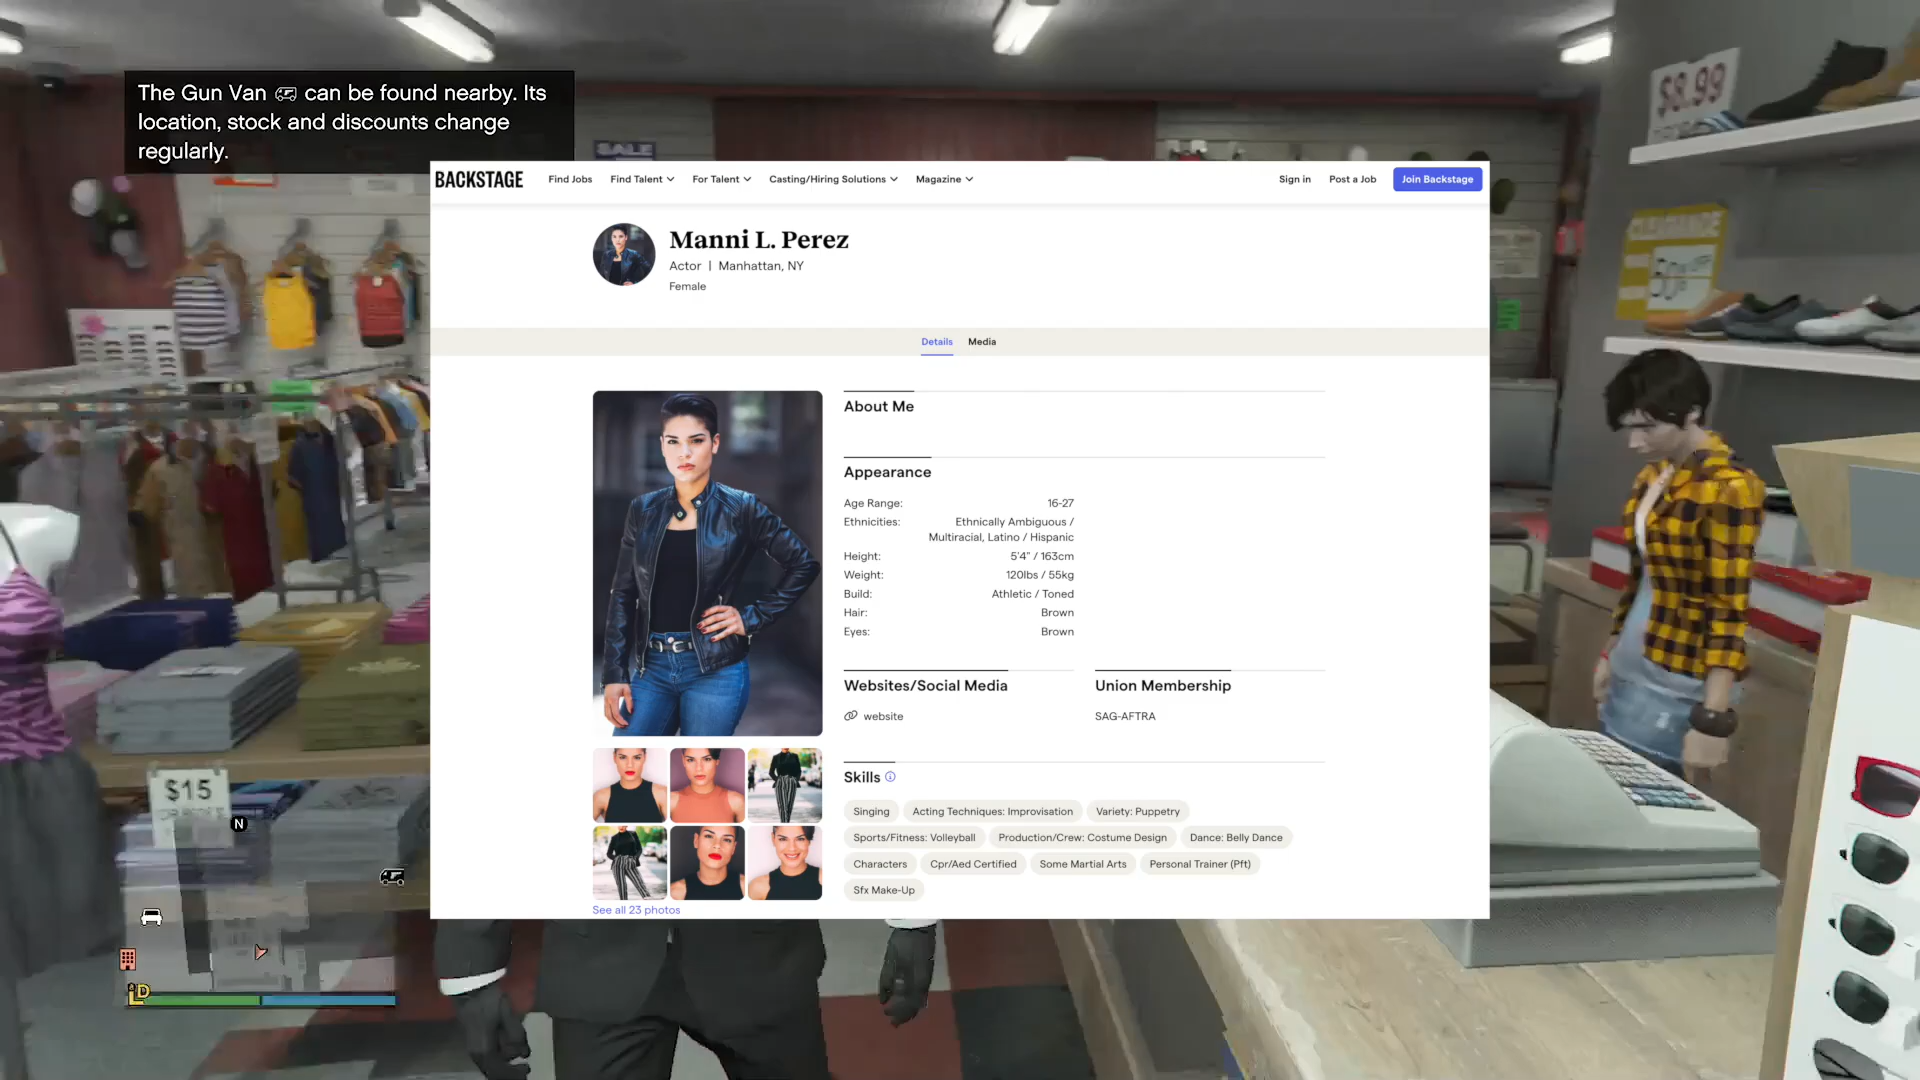 The Gun Van can be found nearby. Its
location, stock and discounts change
regularly.
SALE
$8.99
CLEARANCE
BACKSTAGE
Find Jobs
Find Talent
For Talent
Casting/Hiring Solutions
Magazine
Sign in
Post a Job
Join Backstage
Manni L. Perez
Actor | Manhattan, NY
Female
Details
Media
About Me
Appearance
Age Range: 16-27
Ethnicities: Ethnically Ambiguous /
Multiracial, Latino / Hispanic
Height: 5'4" / 163cm
Weight: 120lbs / 55kg
Build: Athletic / Toned
Hair: Brown
Eyes: Brown
Websites/Social Media
website
Union Membership
SAG-AFTRA
Skills
Singing
Acting Techniques: Improvisation
Variety: Puppetry
Sports/Fitness: Volleyball
Production/Crew: Costume Design
Dance: Belly Dance
Characters
Cpr/Aed Certified
Some Martial Arts
Personal Trainer (Pft)
Sfx Make-Up
See all 23 photos
$15
N